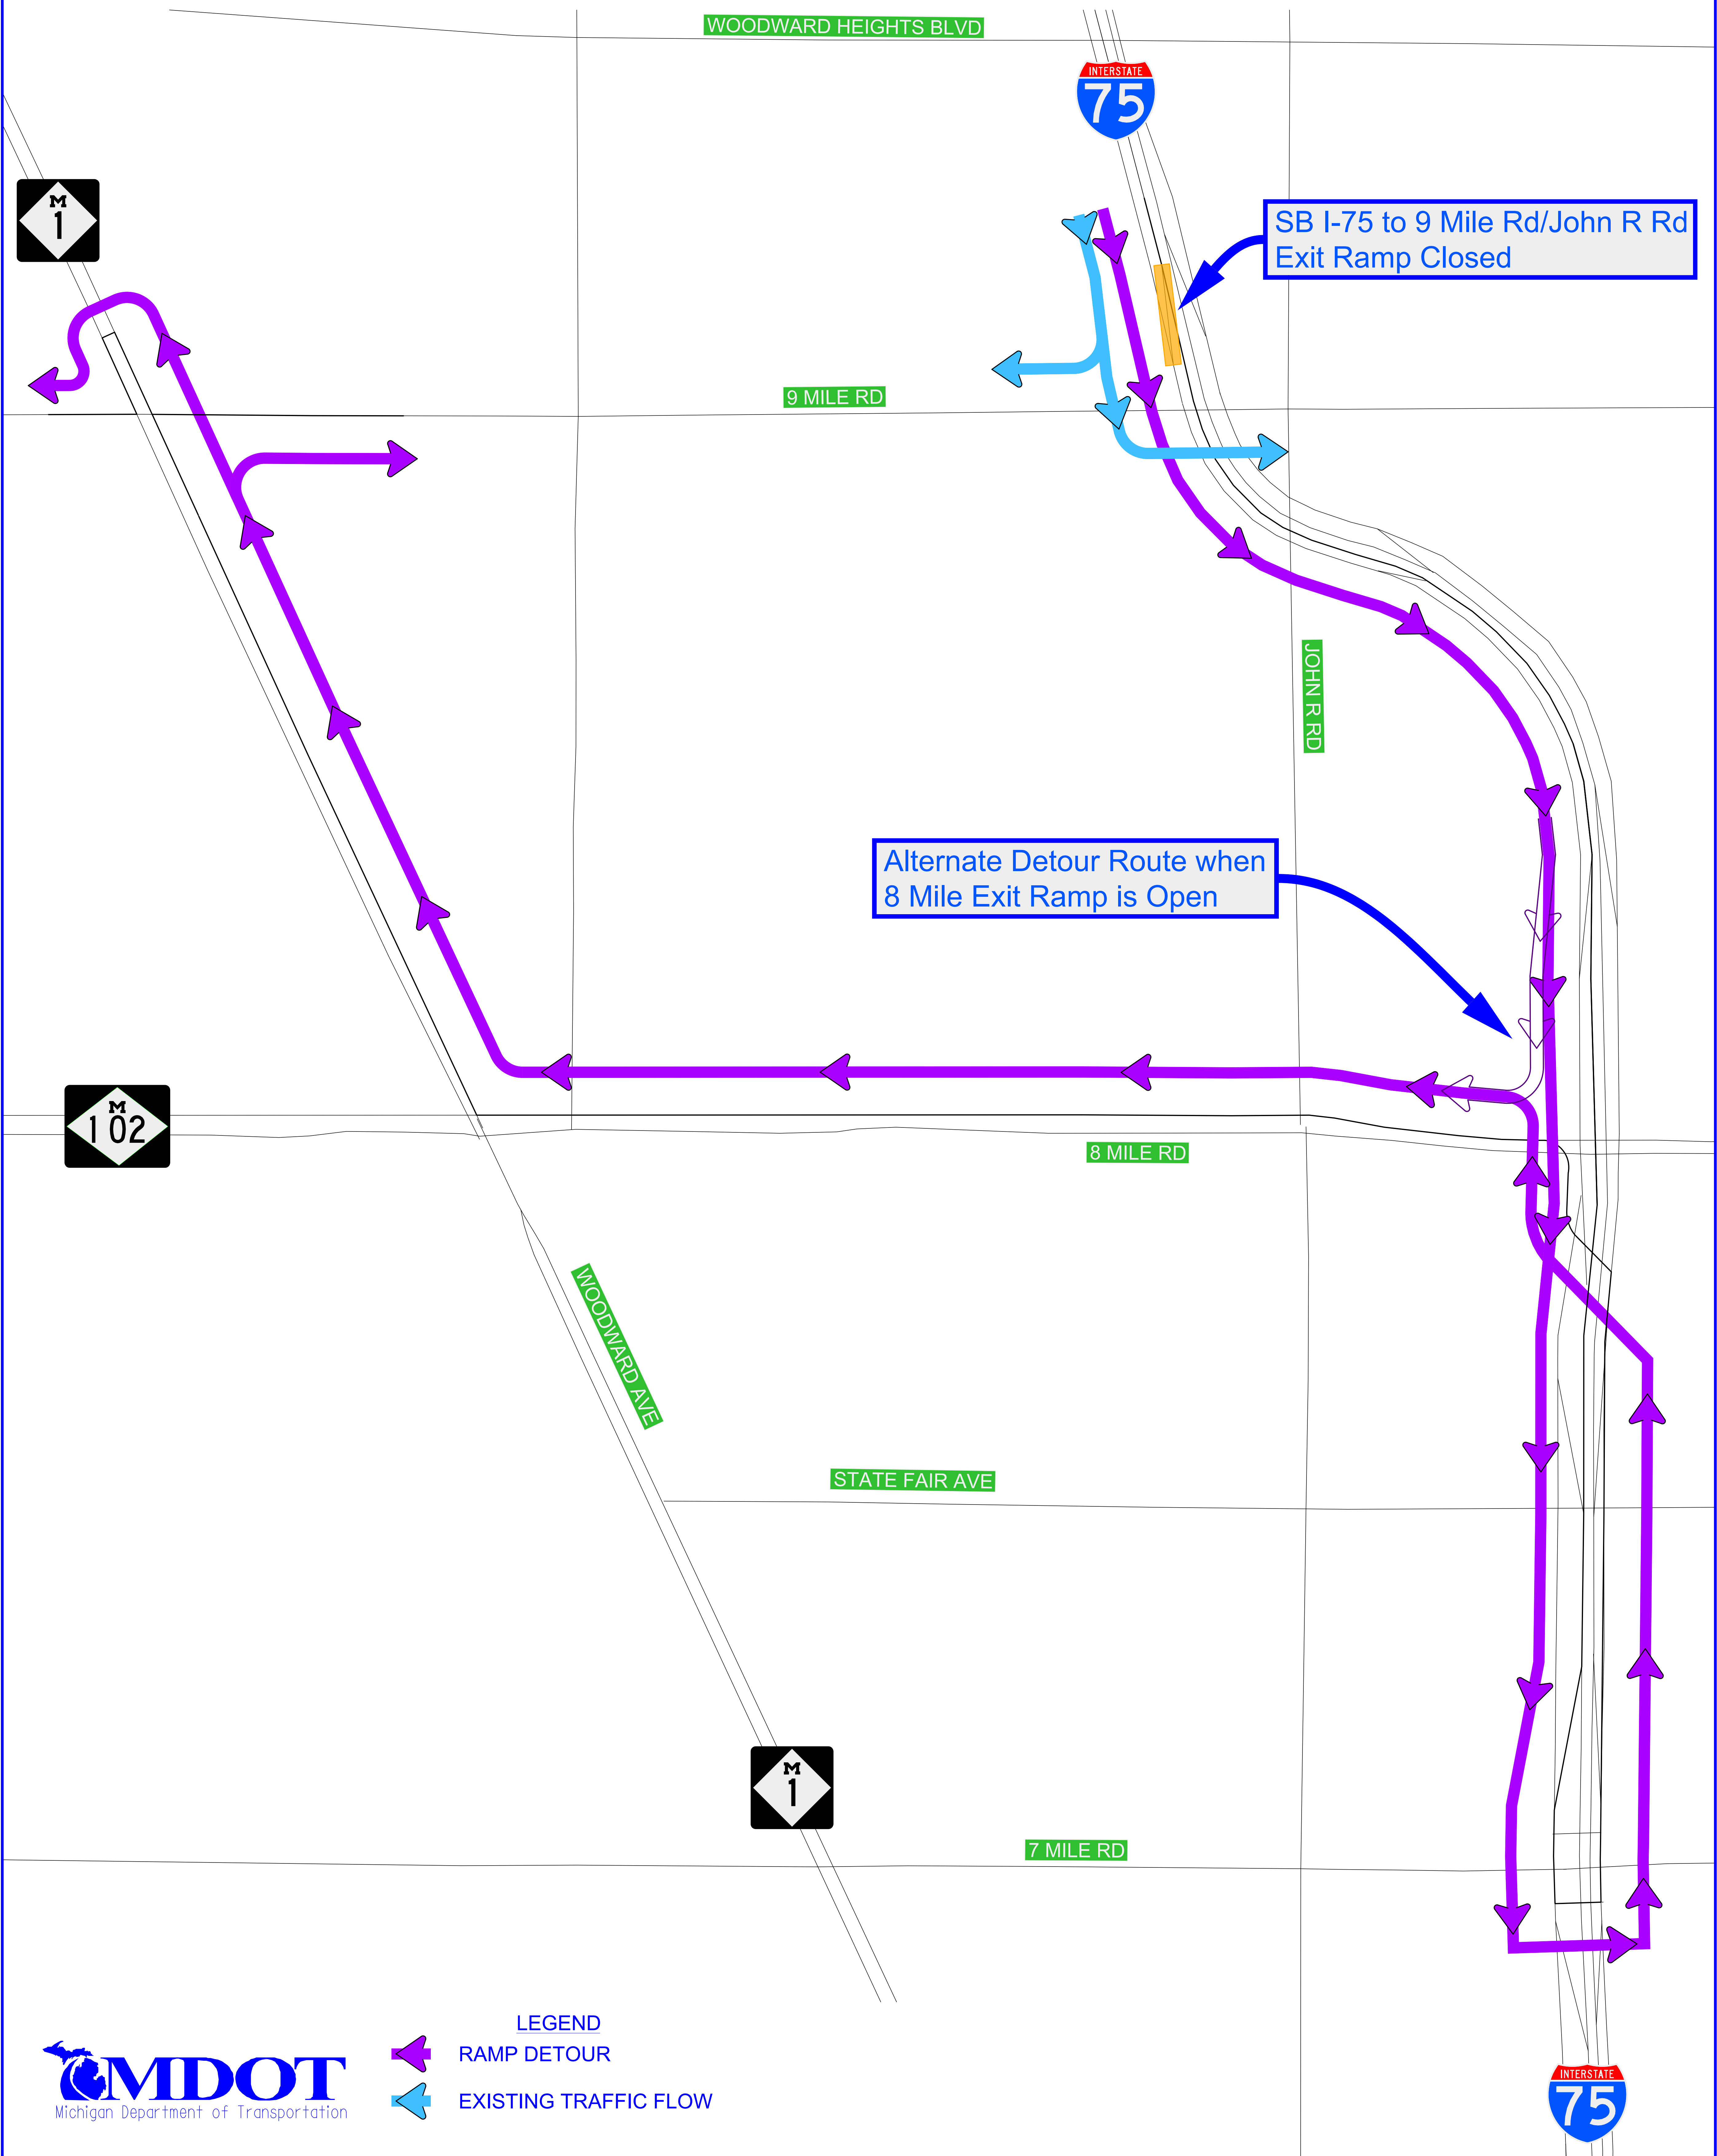 WOODWARD HEIGHTS BLVD
INTERSTATE
75
M
1
SB I-75 to 9 Mile Rd/John R Rd
Exit Ramp Closed
9 MILE RD
JOHN R RD
Alternate Detour Route when
8 Mile Exit Ramp is Open
M
102
8 MILE RD
WOODWARD AVE
STATE FAIR AVE
M
1
7 MILE RD
LEGEND
RAMP DETOUR
EXISTING TRAFFIC FLOW
MDOT
Michigan Department of Transportation
INTERSTATE
75